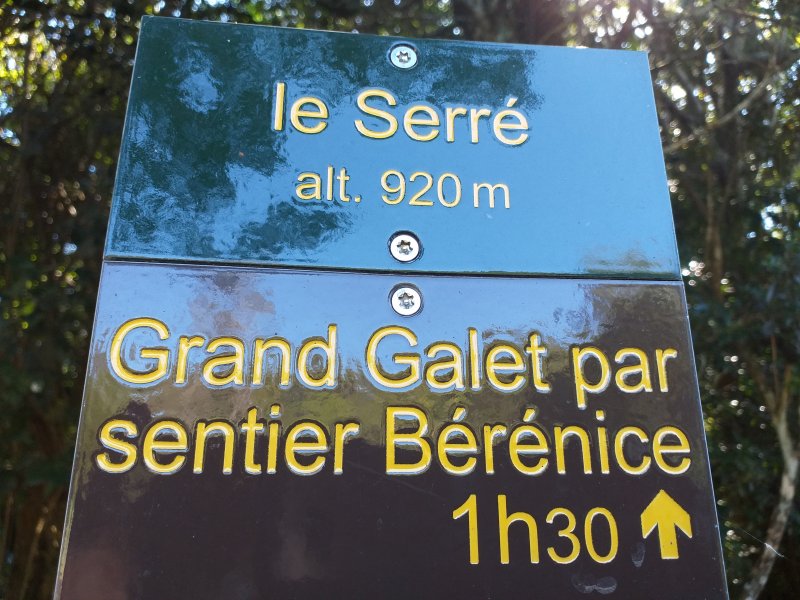 le Serré
alt. 920 m
Grand Galet par
sentier Bérénice
1h30